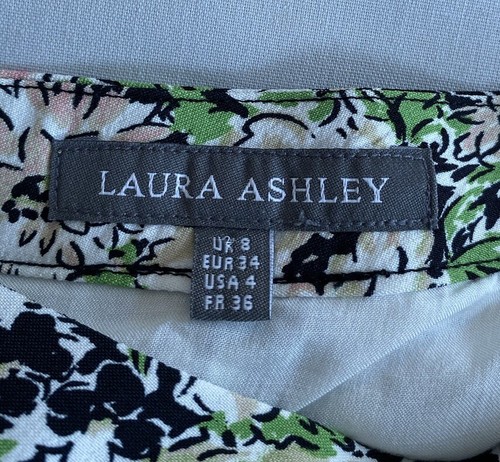 LAURA ASHLEY
UK 8
EUR 34
USA 4
FR 36